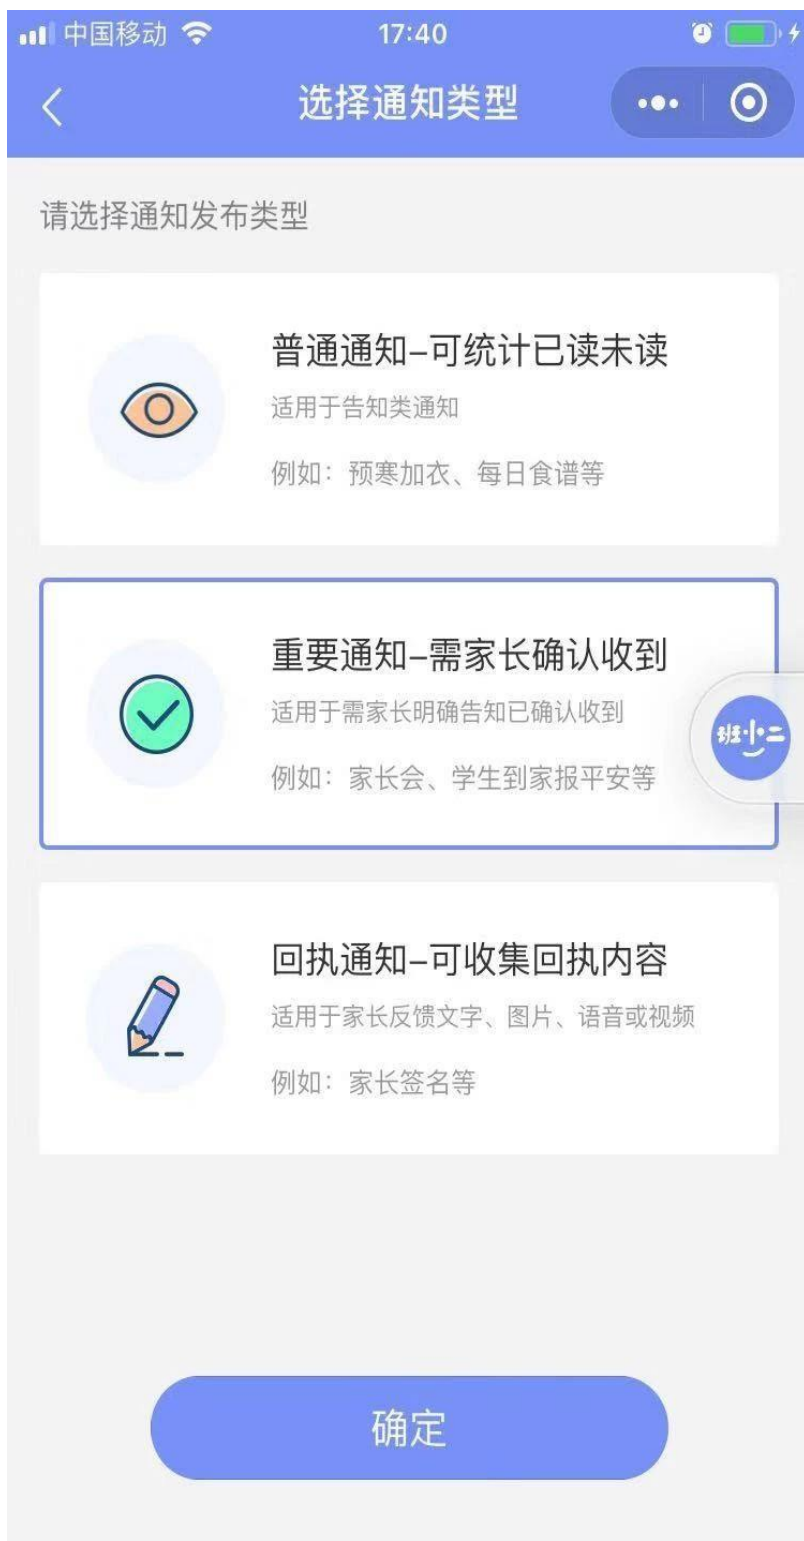 中国移动 17:40
选择通知类型
请选择通知发布类型
普通通知-可统计已读未读
适用于告知类通知
例如：预寒加衣、每日食谱等
重要通知-需家长确认收到
适用于需家长明确告知已确认收到
班小二
例如：家长会、学生到家报平安等
回执通知-可收集回执内容
适用于家长反馈文字、图片、语音或视频
例如：家长签名等
确定